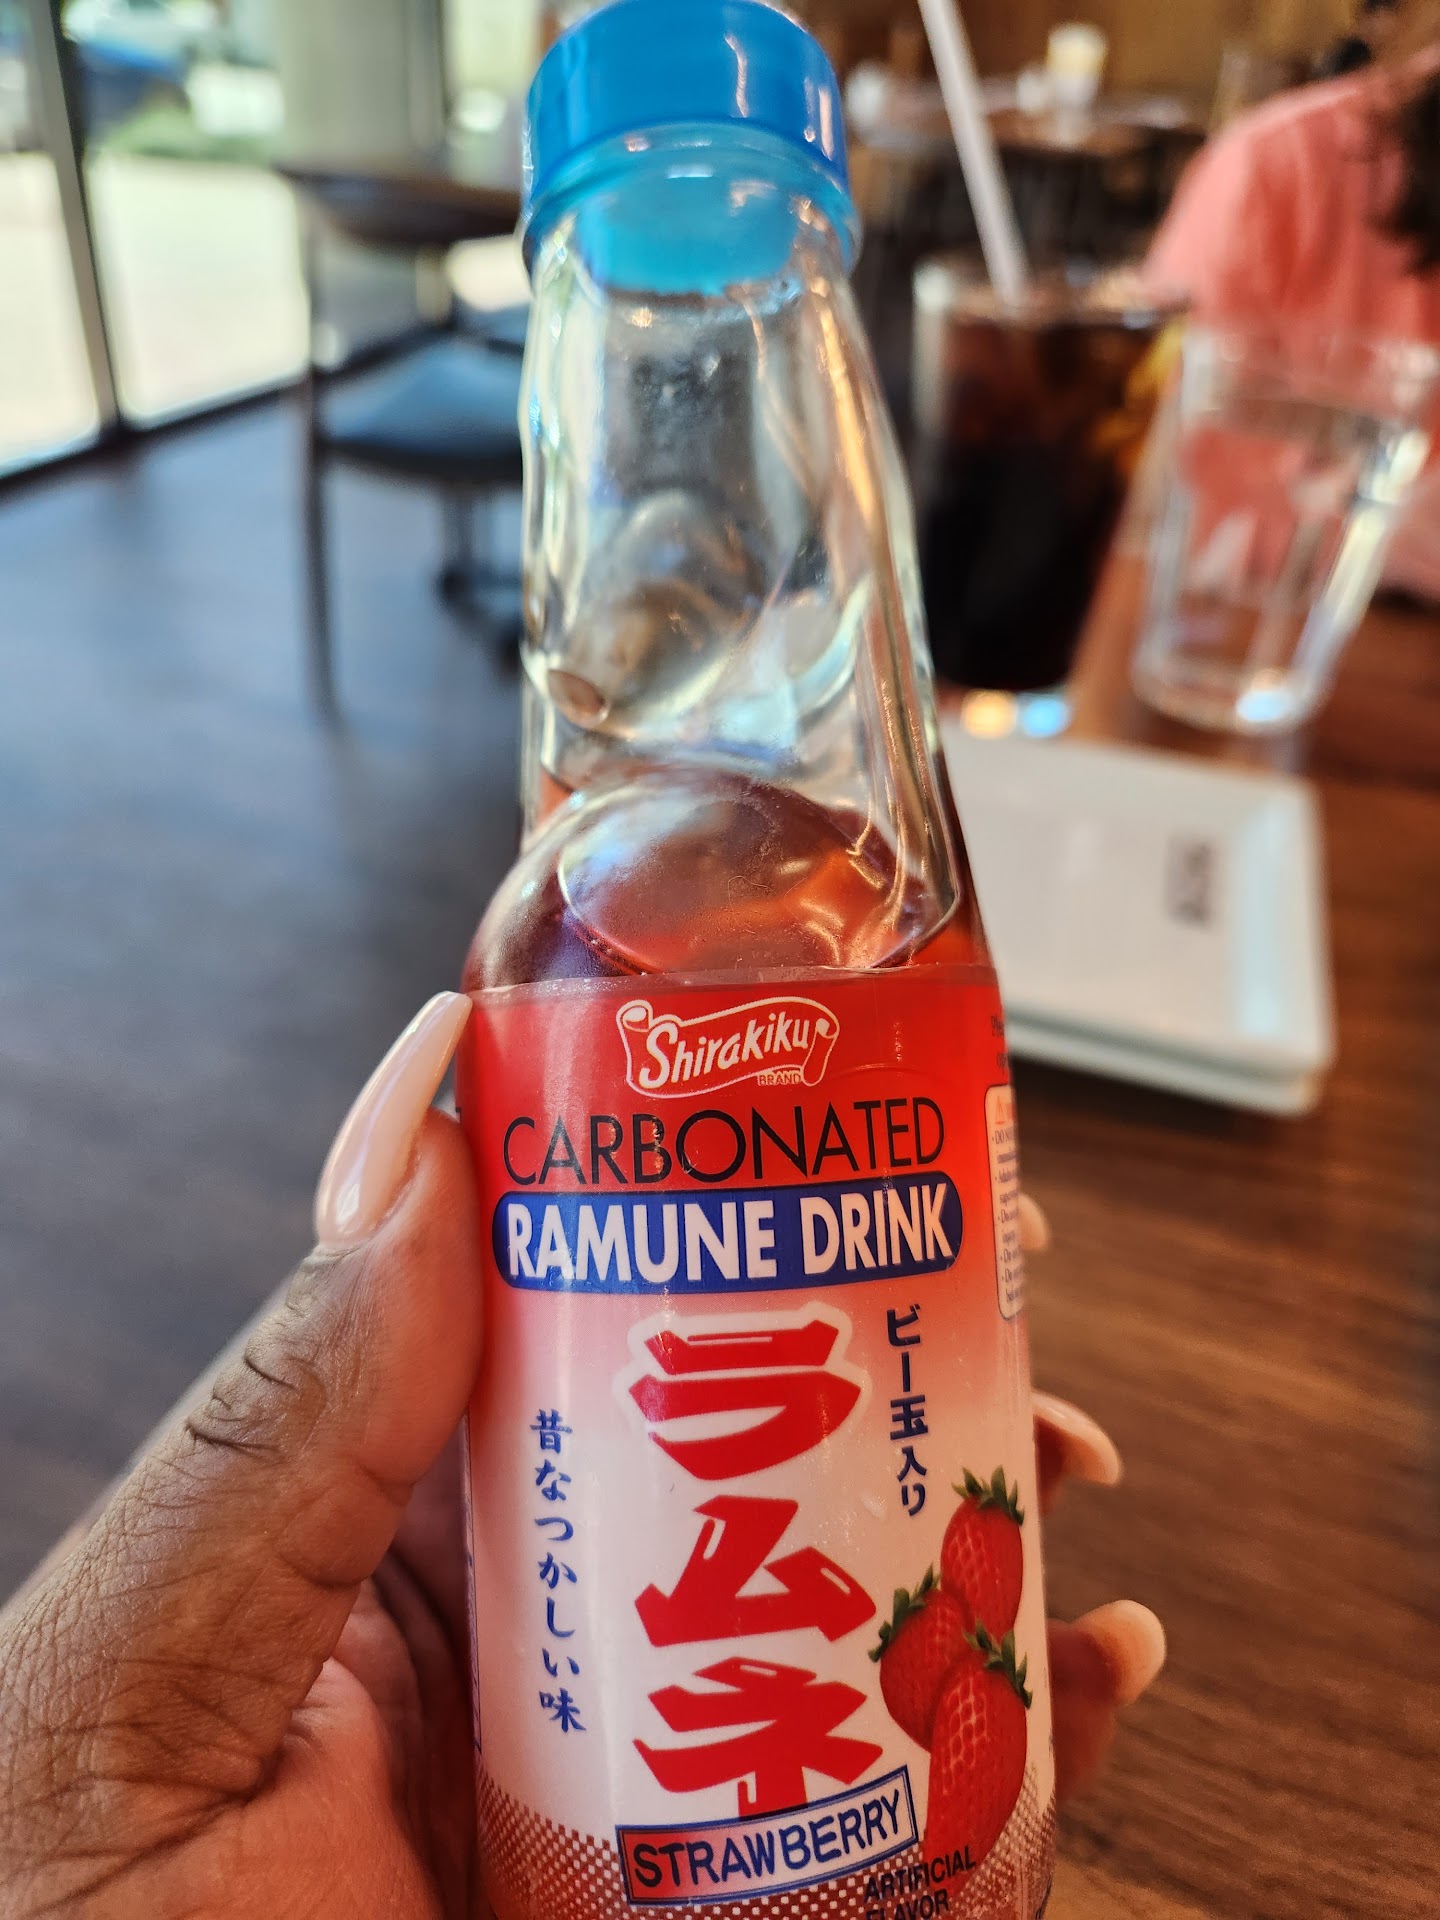 Shirakiku
BRAND
CARBONATED
RAMUNE DRINK
ラムネ
ビー玉入り
昔なつかしい味
STRAWBERRY
ARTIFICIAL
FLAVOR